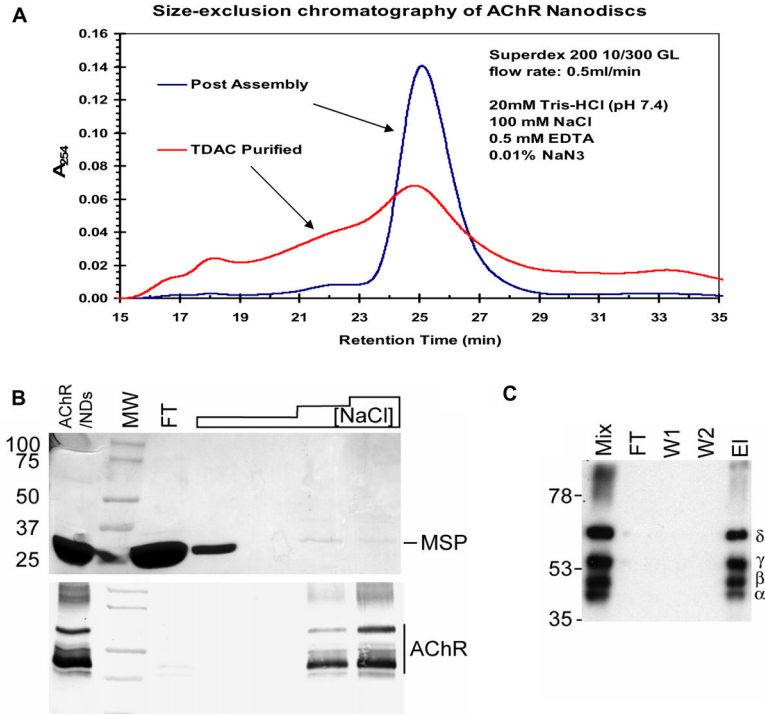 A
Size-exclusion chromatography of AChR Nanodiscs
0.16
0.14
0.12
0.10
0.08
0.06
0.04
0.02
0.00
A254
Post Assembly
TDAC Purified
Superdex 200 10/300 GL
flow rate: 0.5ml/min
20mM Tris-HCl (pH 7.4)
100 mM NaCl
0.5 mM EDTA
0.01% NaN3
15 17 19 21 23 25 27 29 31 33 35
Retention Time (min)
B
AChR
/NDs
MW
FT
[NaCl]
100
75
50
37
25
MSP
AChR
C
Mix
FT
W1
W2
El
78
53
35
δ
γ
β
α